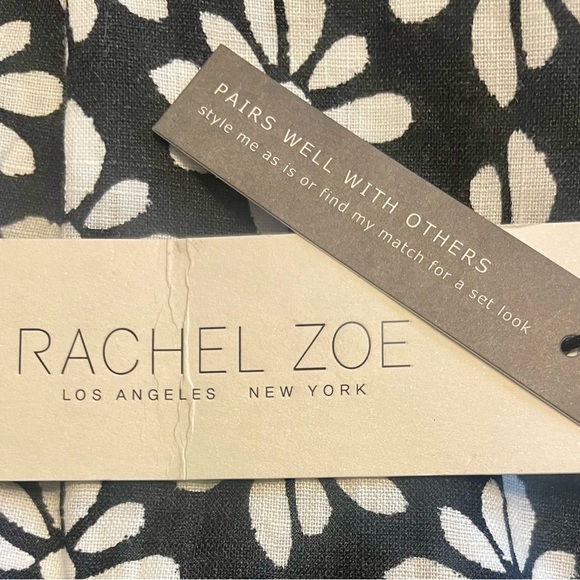 PAIRS WELL WITH OTHERS
style me as is or find my match for a set look
RACHEL ZOE
LOS ANGELES NEW YORK